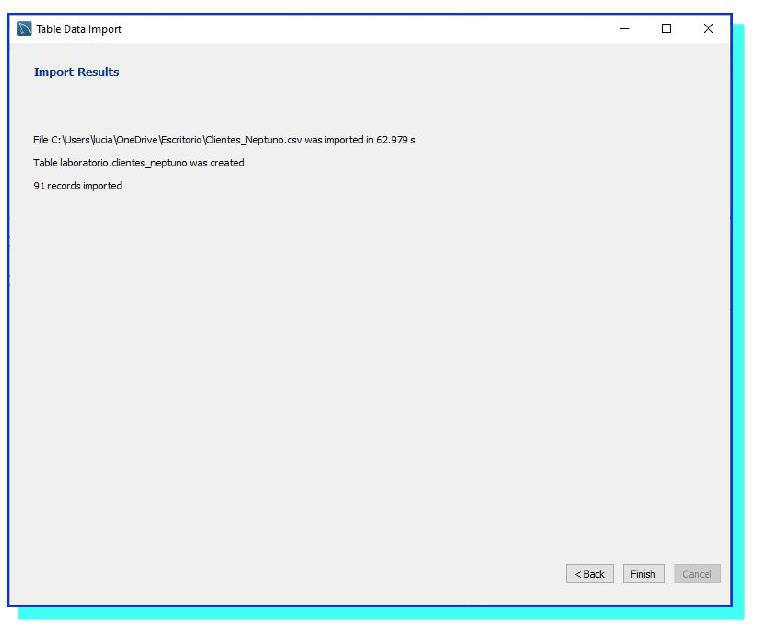 Table Data Import
Import Results
File C:\Users\lucia\OneDrive\Escritorio\Clientes_Neptuno.csv was imported in 62.979 s
Table laboratorio.clientes_neptuno was created
91 records imported
< Back Finish Cancel